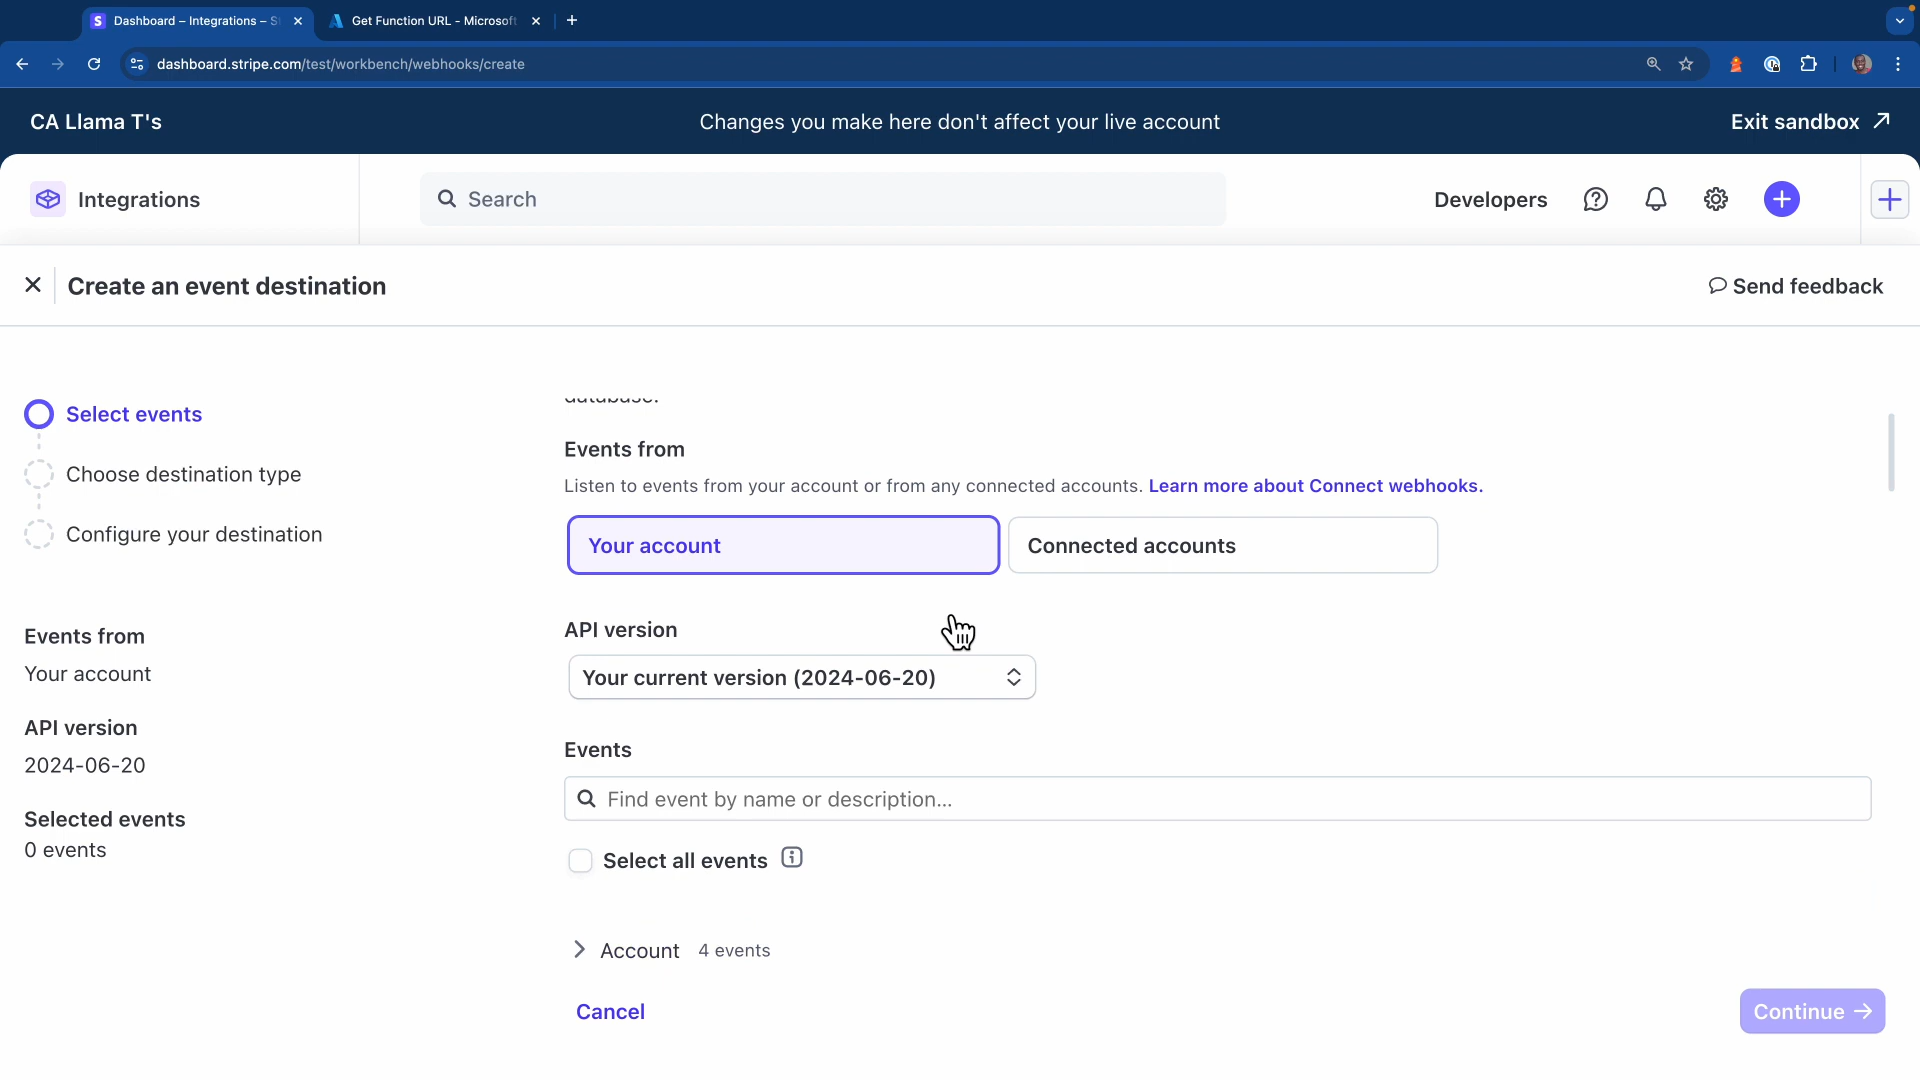 Dashboard – Integrations – S
Get Function URL - Microsoft
dashboard.stripe.com/test/workbench/webhooks/create
CA Llama T's
Changes you make here don't affect your live account
Exit sandbox
Integrations
Search
Developers
Create an event destination
Send feedback
Select events
Choose destination type
Configure your destination
Events from
Your account
API version
2024-06-20
Selected events
0 events
database.
Events from
Listen to events from your account or from any connected accounts. Learn more about Connect webhooks.
Your account
Connected accounts
API version
Your current version (2024-06-20)
Events
Find event by name or description...
Select all events
Account 4 events
Cancel
Continue